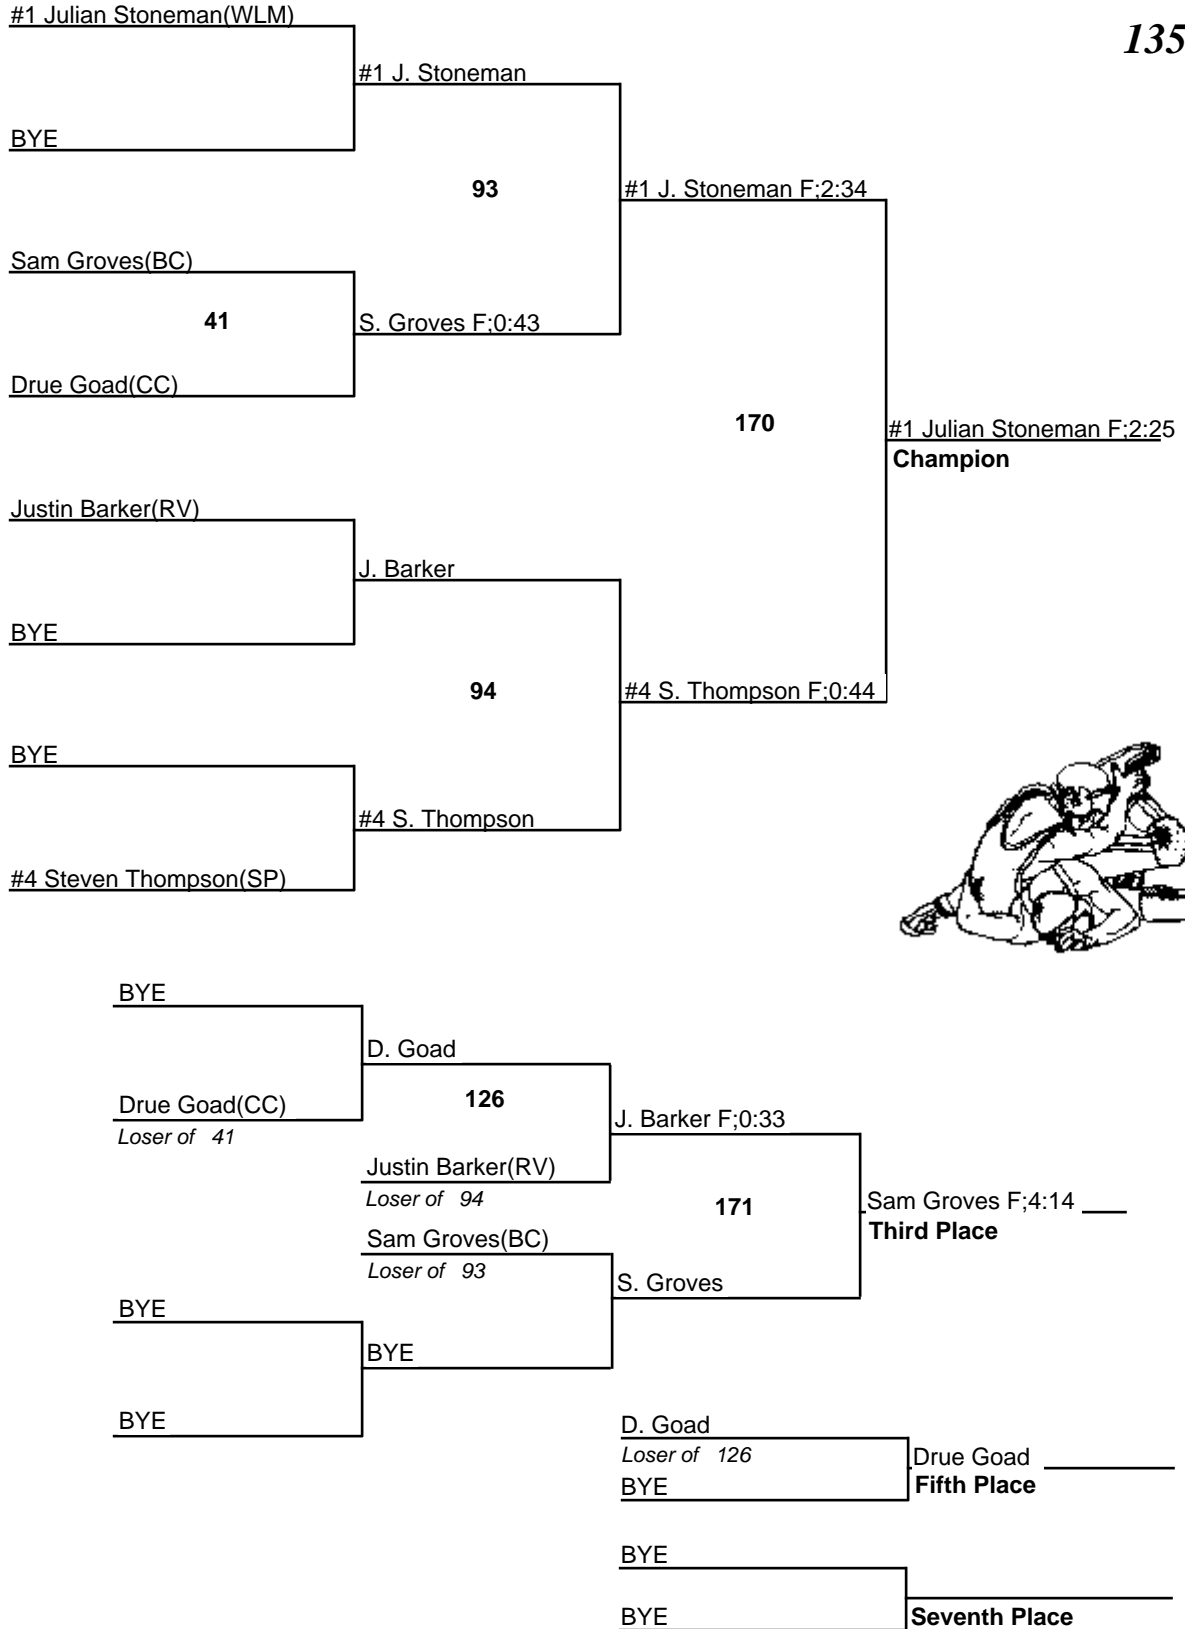 #1 Julian Stoneman(WLM)
135
#1 J. Stoneman
BYE
93
#1 J. Stoneman F;2:34
Sam Groves(BC)
41
S. Groves F;0:43
Drue Goad(CC)
170
#1 Julian Stoneman F;2:25
Champion
Justin Barker(RV)
J. Barker
BYE
94
#4 S. Thompson F;0:44
BYE
#4 S. Thompson
#4 Steven Thompson(SP)
BYE
D. Goad
Drue Goad(CC)
126
Loser of 41
J. Barker F;0:33
Justin Barker(RV)
Loser of 94
171
Sam Groves F;4:14
Third Place
Sam Groves(BC)
Loser of 93
S. Groves
BYE
BYE
BYE
D. Goad
Loser of 126
Drue Goad
BYE
Fifth Place
BYE
BYE
Seventh Place